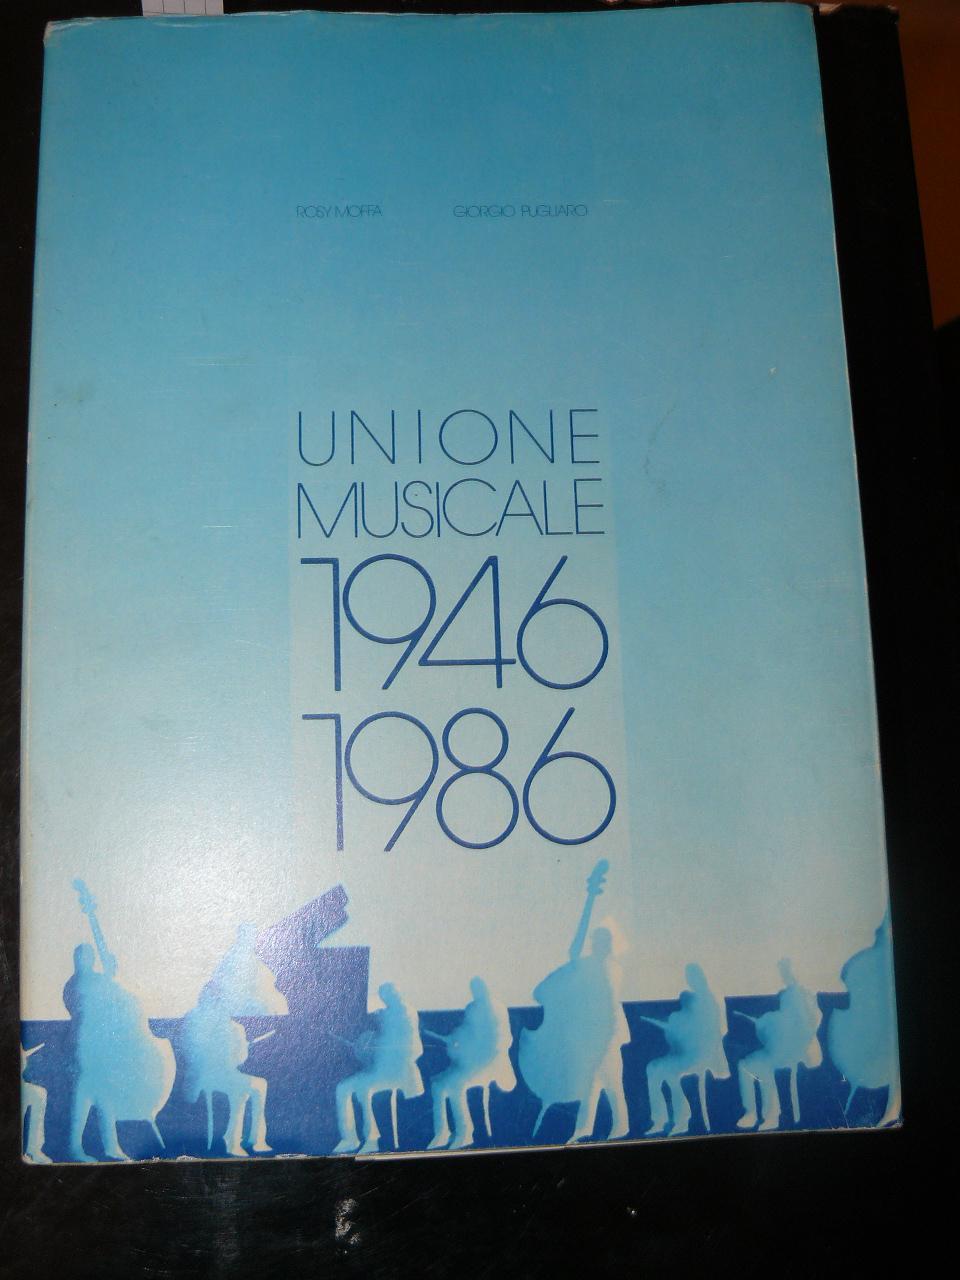 ROSY MOFFA GIORGIO PUGLIARO
UNIONE
MUSICALE
1946
1986